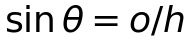 sin θ = o/h